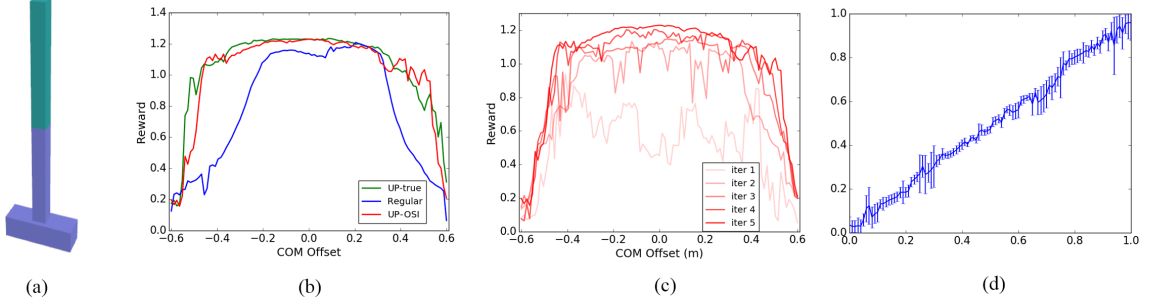 1.4
1.2
1.0
0.8
0.6
0.4
0.2
0.0
Reward
−0.6 −0.4 −0.2 0.0 0.2 0.4 0.6
COM Offset
UP-true
Regular
UP-OSI
1.2
1.0
0.8
0.6
0.4
0.2
0.0
Reward
−0.6 −0.4 −0.2 0.0 0.2 0.4 0.6
COM Offset (m)
iter 1
iter 2
iter 3
iter 4
iter 5
1.0
0.8
0.6
0.4
0.2
0.0
0.0 0.2 0.4 0.6 0.8 1.0
(a) (b) (c) (d)